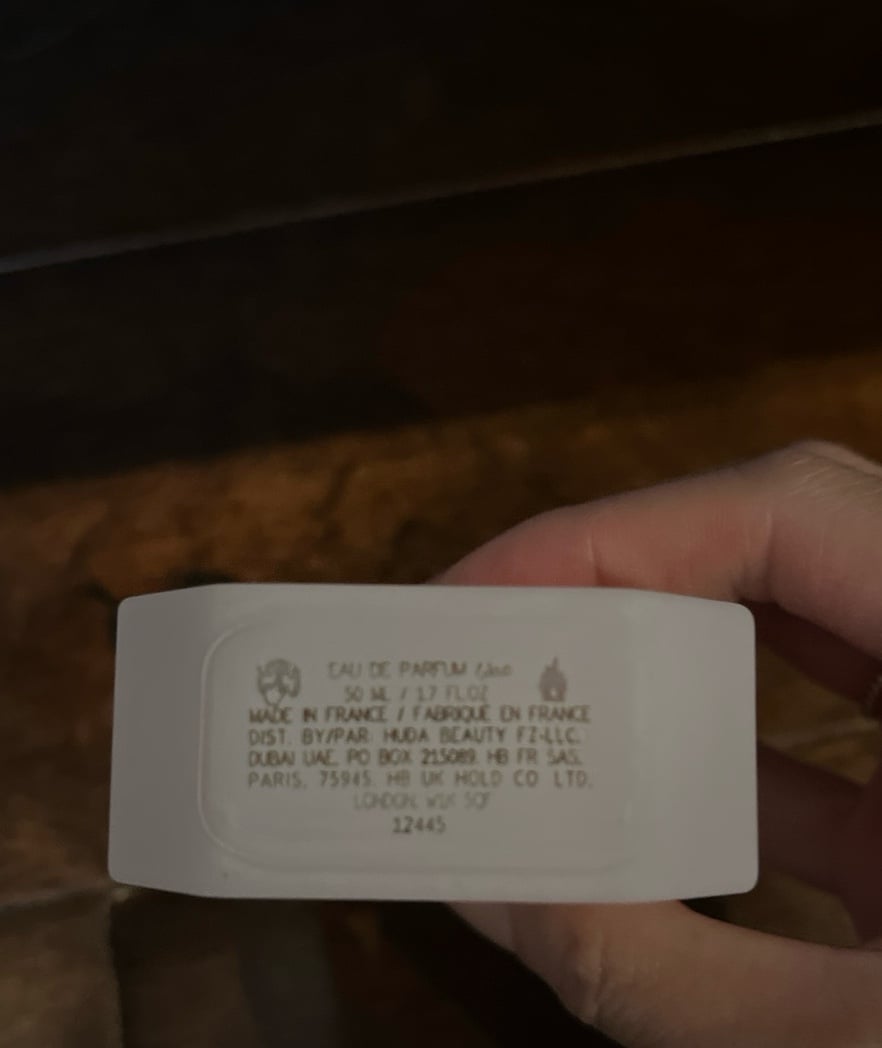 EAU DE PARFUM
50 ML / 1.7 FL.OZ
MADE IN FRANCE / FABRIQUÉ EN FRANCE
DIST. BY/PAR: HUDA BEAUTY FZ-LLC.
DUBAI UAE, PO BOX 215089. HB FR SAS,
PARIS, 75945. HB UK HOLD CO LTD,
LONDON,
12445